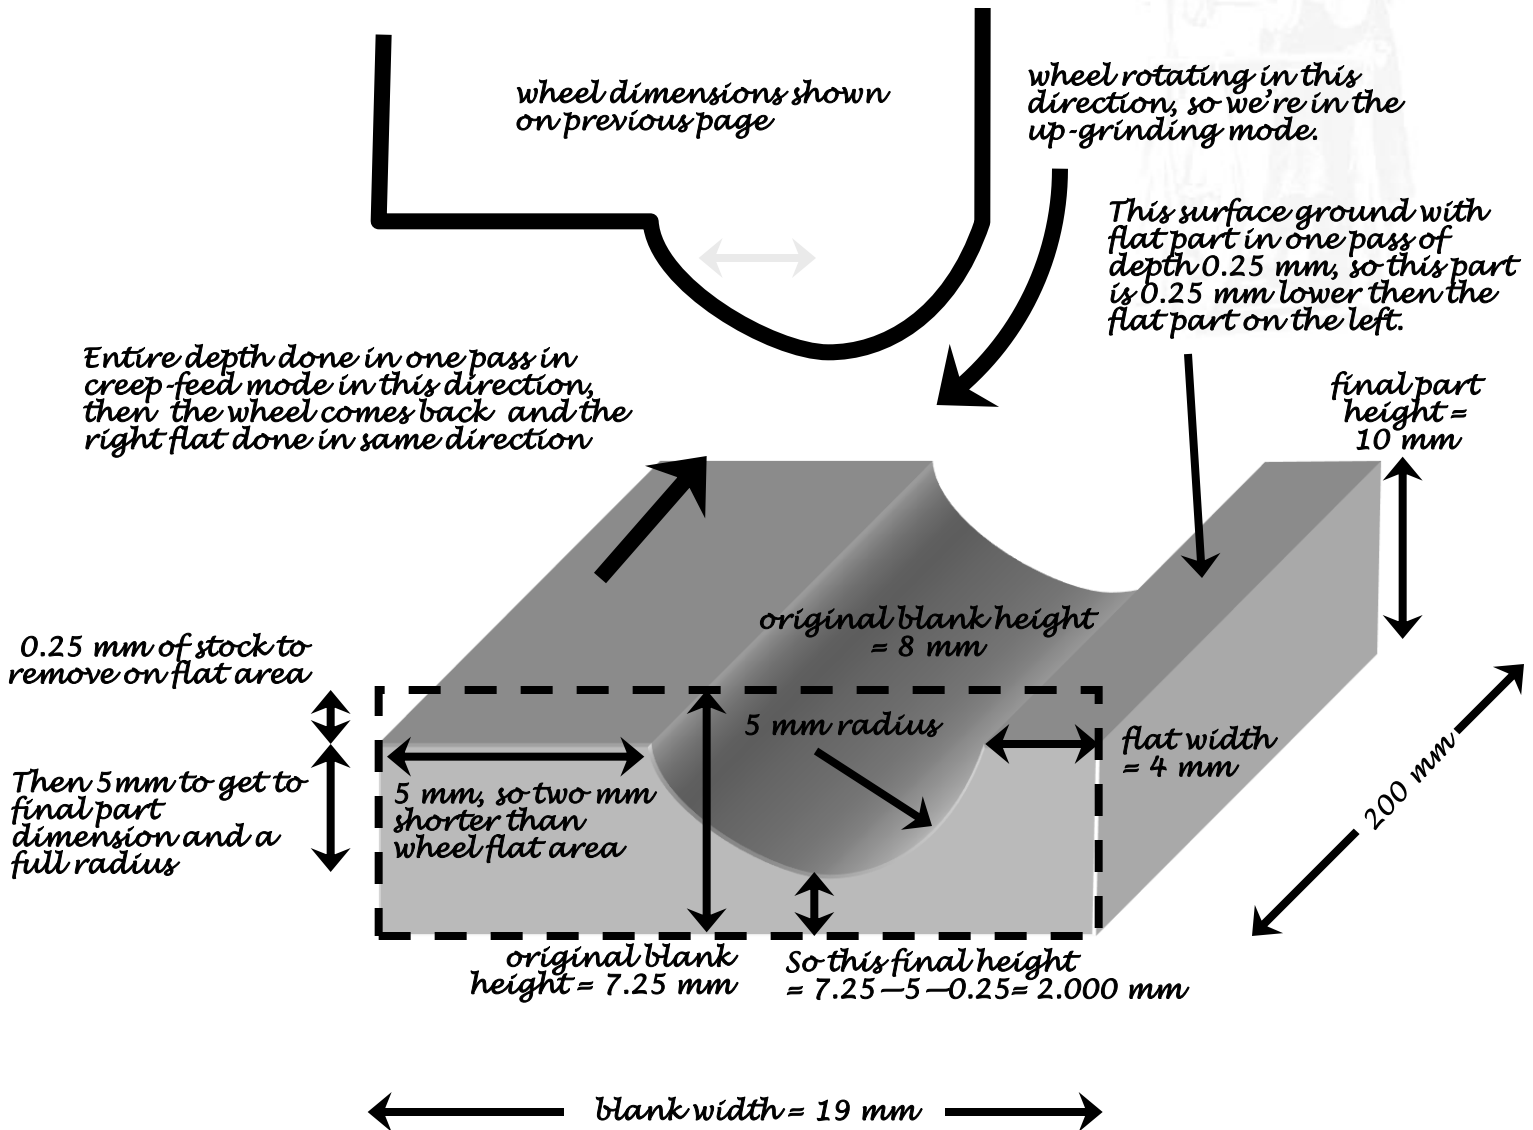 wheel dimensions shown
on previous page
wheel rotating in this
direction, so we're in the
up-grinding mode.
This surface ground with
flat part in one pass of
depth 0.25 mm, so this part
is 0.25 mm lower then the
flat part on the left.
Entire depth done in one pass in
creep-feed mode in this direction,
then the wheel comes back and the
right flat done in same direction
final part
height =
10 mm
original blank height
= 8 mm
0.25 mm of stock to
remove on flat area
5 mm radius
flat width
= 4 mm
Then 5mm to get to
final part
dimension and a
full radius
5 mm, so two mm
shorter than
wheel flat area
200 mm
original blank
height = 7.25 mm
So this final height
= 7.25—5—0.25= 2.000 mm
blank width = 19 mm